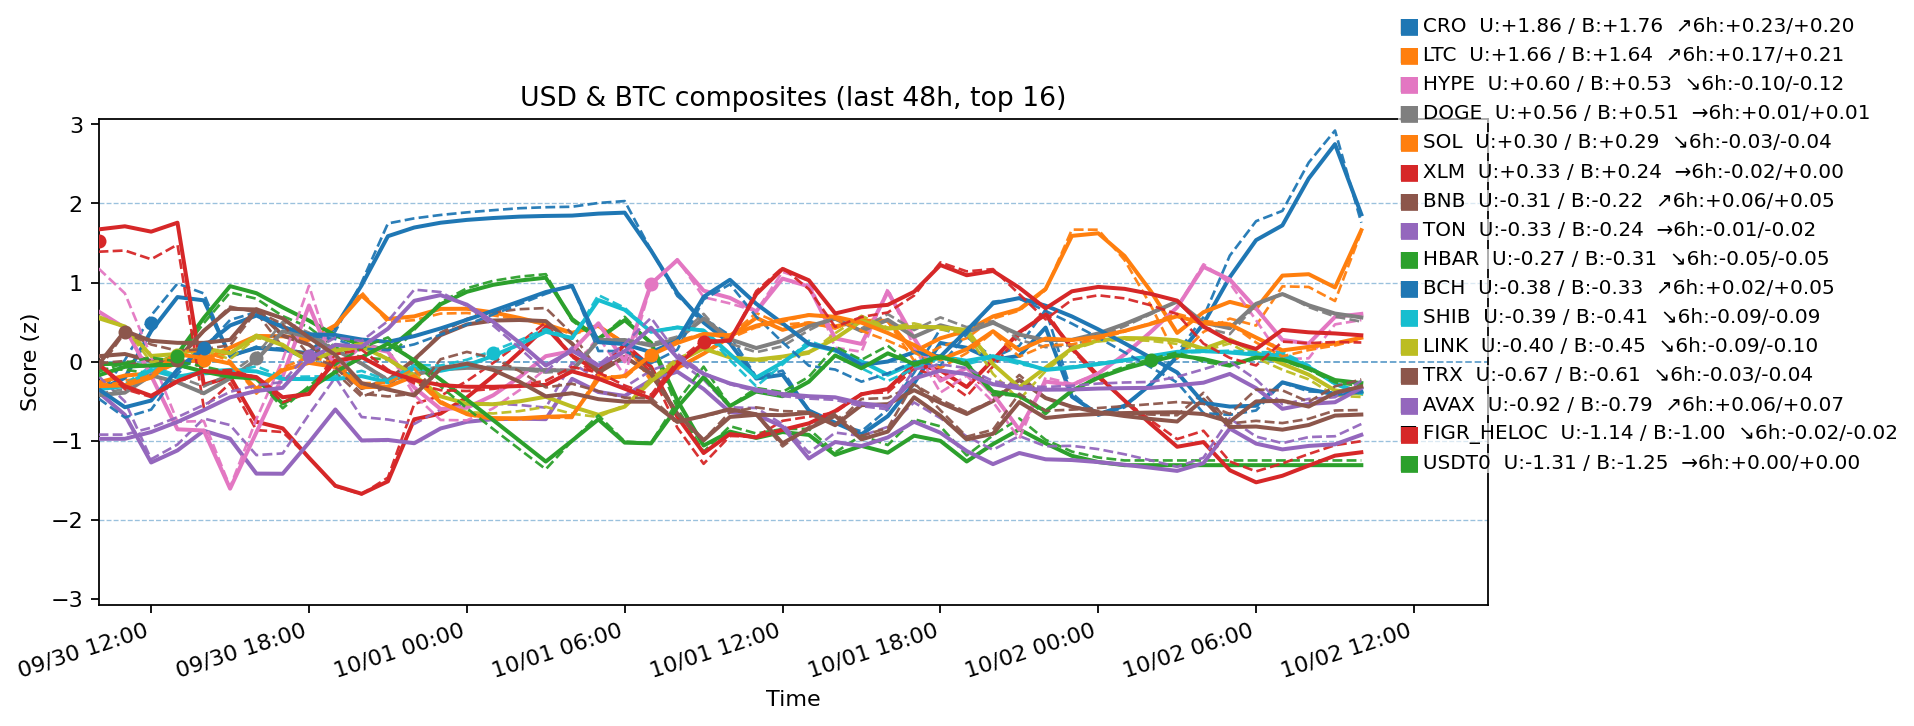 CRO U:+1.86 / B:+1.76 ↗6h:+0.23/+0.20
LTC U:+1.66 / B:+1.64 ↗6h:+0.17/+0.21
HYPE U:+0.60 / B:+0.53 ↘6h:-0.10/-0.12
DOGE U:+0.56 / B:+0.51 →6h:+0.01/+0.01
SOL U:+0.30 / B:+0.29 ↘6h:-0.03/-0.04
XLM U:+0.33 / B:+0.24 →6h:-0.02/+0.00
BNB U:-0.31 / B:-0.22 ↗6h:+0.06/+0.05
TON U:-0.33 / B:-0.24 →6h:-0.01/-0.02
HBAR U:-0.27 / B:-0.31 ↘6h:-0.05/-0.05
BCH U:-0.38 / B:-0.33 ↗6h:+0.02/+0.05
SHIB U:-0.39 / B:-0.41 ↘6h:-0.09/-0.09
LINK U:-0.40 / B:-0.45 ↘6h:-0.09/-0.10
TRX U:-0.67 / B:-0.61 ↘6h:-0.03/-0.04
AVAX U:-0.92 / B:-0.79 ↗6h:+0.06/+0.07
FIGR_HELOC U:-1.14 / B:-1.00 ↘6h:-0.02/-0.02
USDT0 U:-1.31 / B:-1.25 →6h:+0.00/+0.00
USD & BTC composites (last 48h, top 16)
Score (z)
3
2
1
0
−1
−2
−3
09/30 12:00
09/30 18:00
10/01 00:00
10/01 06:00
10/01 12:00
10/01 18:00
10/02 00:00
10/02 06:00
10/02 12:00
Time